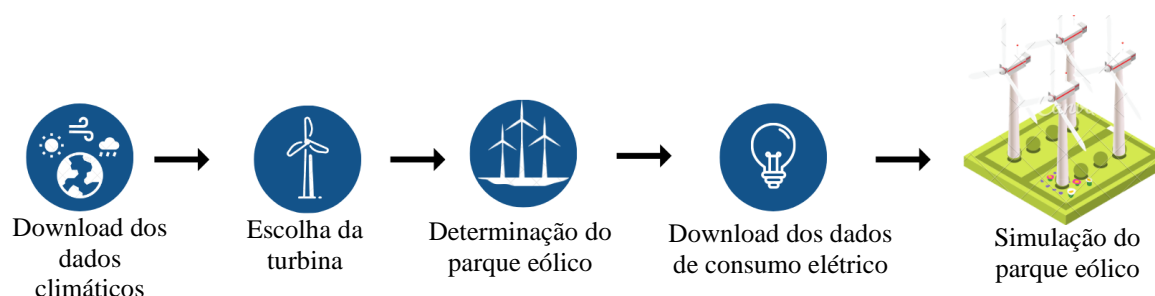 Download dos
dados
climáticos
Escolha da
turbina
Determinação do
parque eólico
Download dos dados
de consumo elétrico
Simulação do
parque eólico